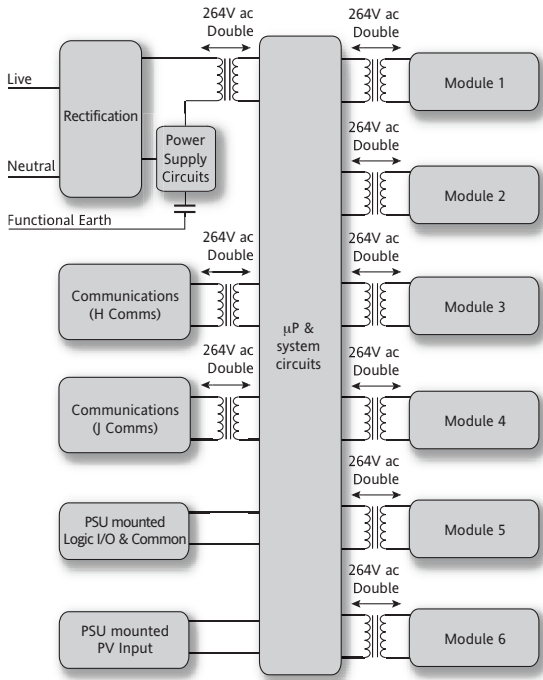 264V ac
Double
264V ac
Double
Live
Rectification
Module 1
Power
Supply
Circuits
Neutral
264V ac
Double
Module 2
Functional Earth
264V ac
Double
264V ac
Double
Communications
(H Comms)
Module 3
µP &
system
circuits
264V ac
Double
264V ac
Double
Communications
(J Comms)
Module 4
264V ac
Double
PSU mounted
Logic I/O & Common
Module 5
264V ac
Double
PSU mounted
PV Input
Module 6